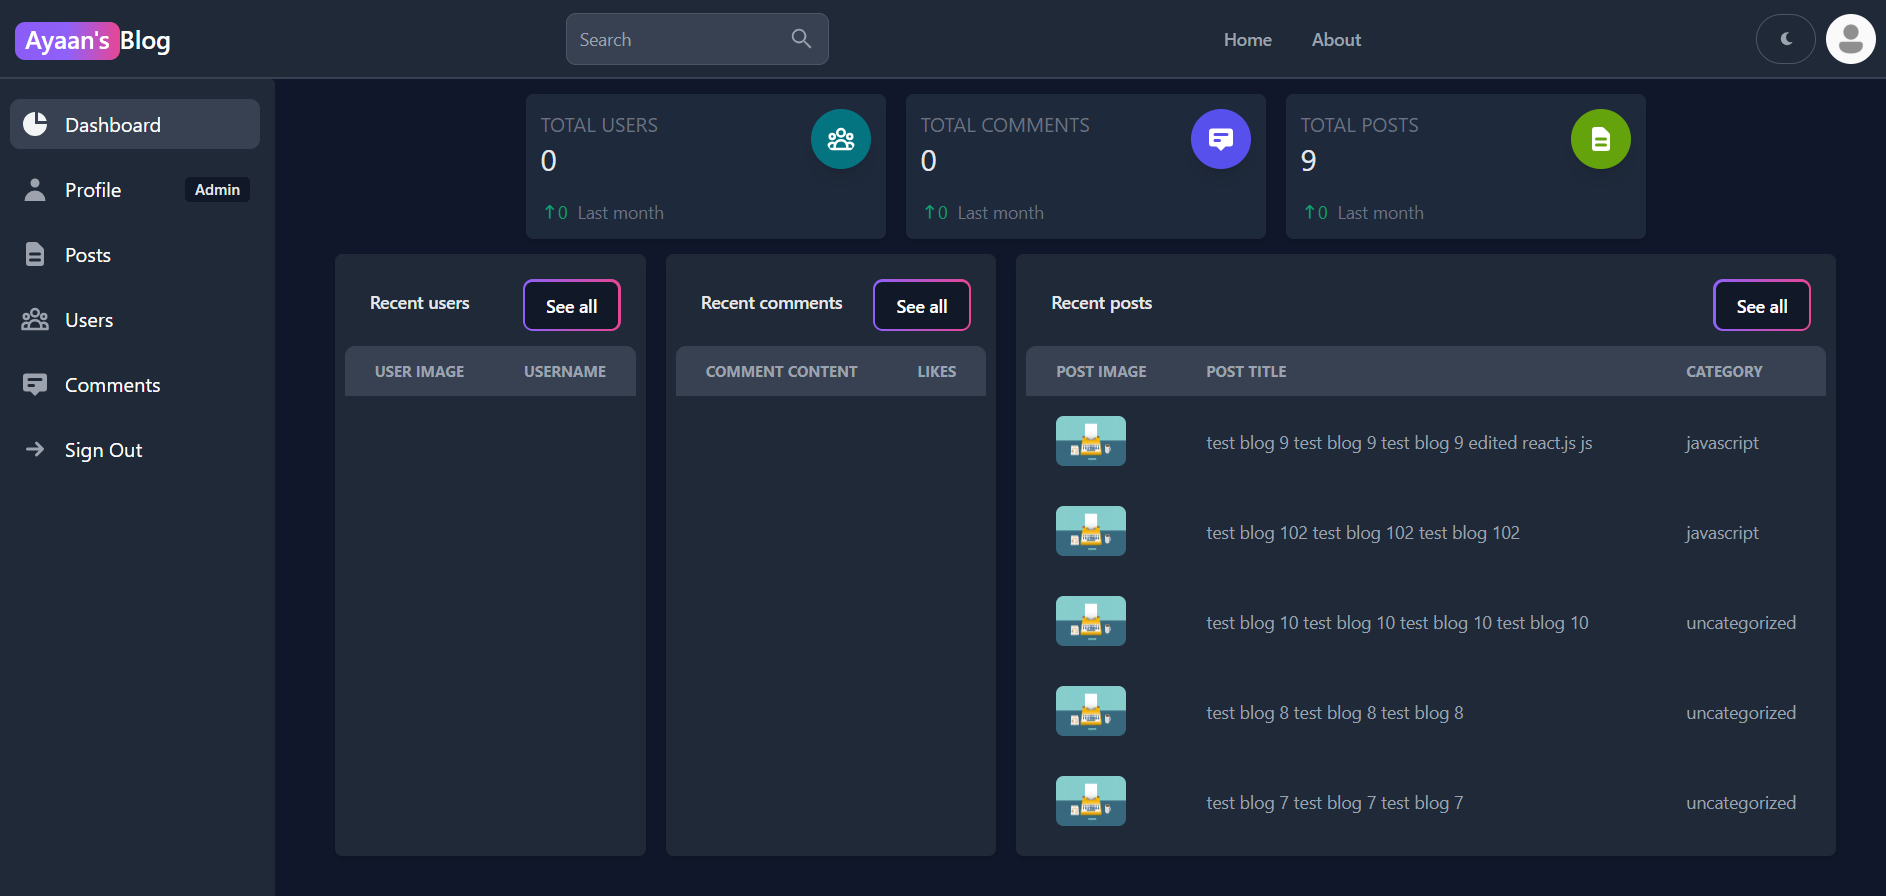 Ayaan's Blog
Search
Home
About
Dashboard
Profile
Admin
Posts
Users
Comments
Sign Out
TOTAL USERS
0
↑0 Last month
TOTAL COMMENTS
0
↑0 Last month
TOTAL POSTS
9
↑0 Last month
Recent users
See all
USER IMAGE USERNAME
Recent comments
See all
COMMENT CONTENT LIKES
Recent posts
See all
POST IMAGE POST TITLE CATEGORY
test blog 9 test blog 9 test blog 9 edited react.js js javascript
test blog 102 test blog 102 test blog 102 javascript
test blog 10 test blog 10 test blog 10 test blog 10 uncategorized
test blog 8 test blog 8 test blog 8 uncategorized
test blog 7 test blog 7 test blog 7 uncategorized